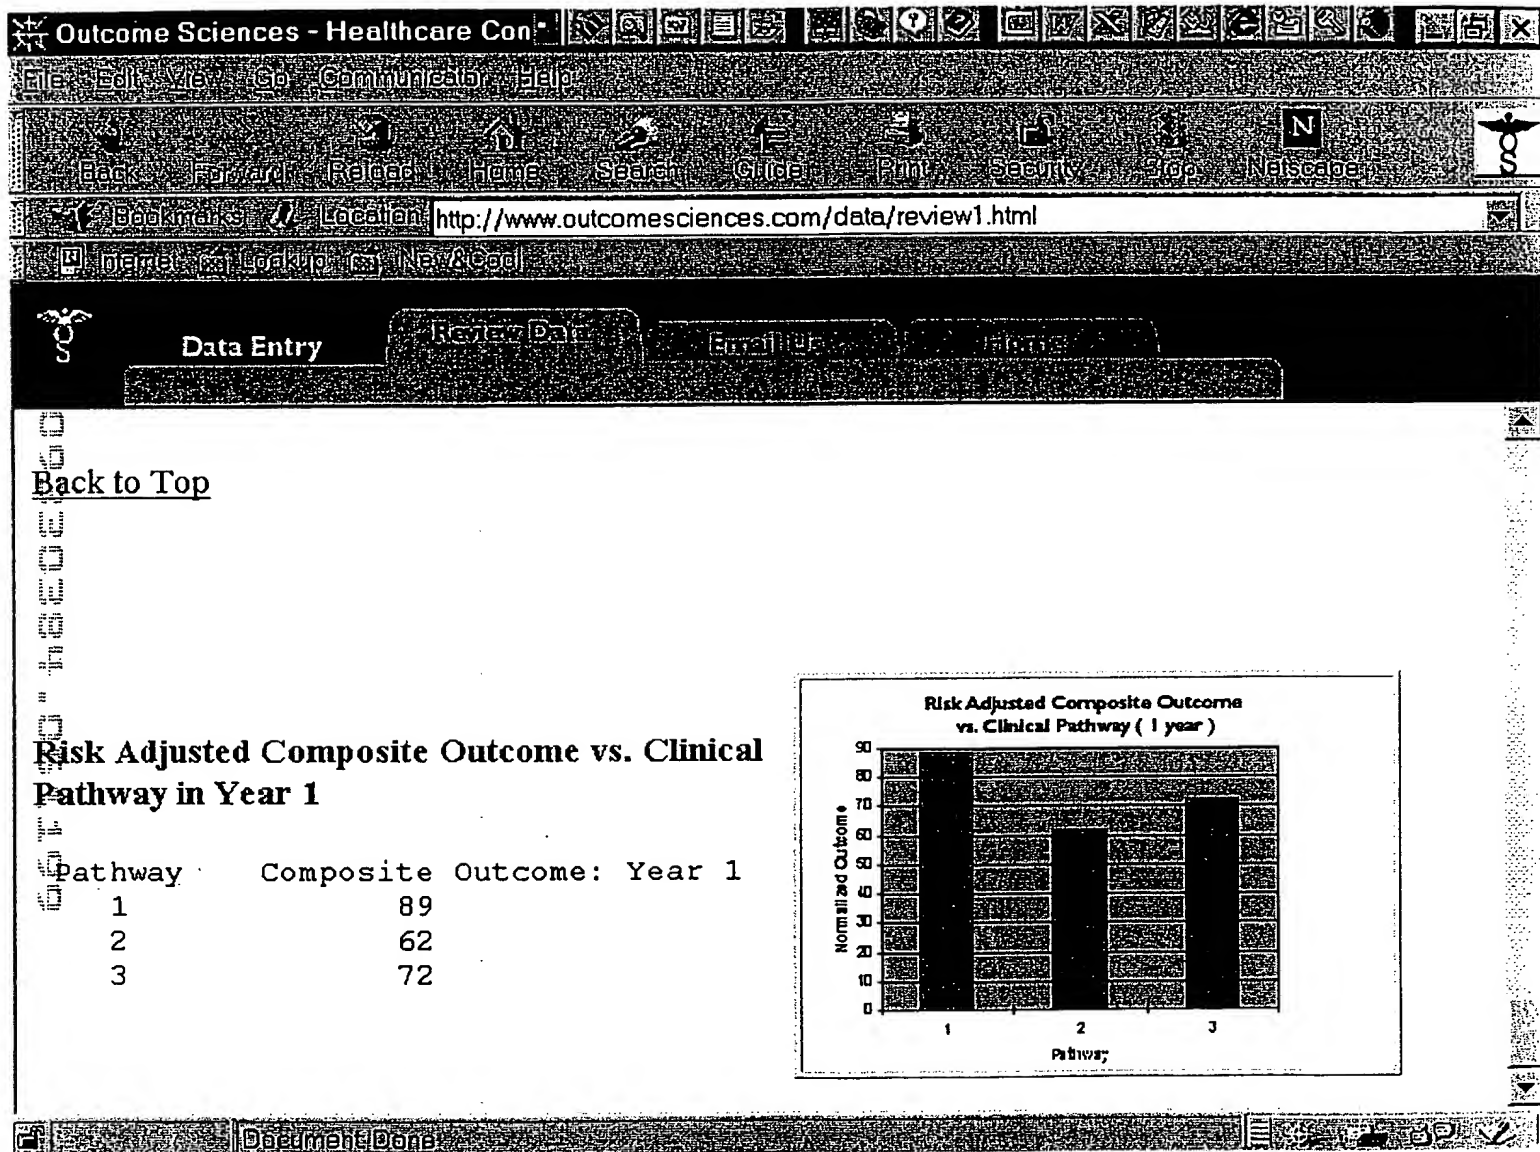 Outcome Sciences - Healthcare Con
File Edit View Go Communicator Help
Back Forward Reload Home Search Guide Print Security Stop Netscape
N
Bookmarks Location http://www.outcomesciences.com/data/review1.html
Internet Lookup New&Cool
Data Entry Review Data Email Us Home
Back to Top
Risk Adjusted Composite Outcome vs. Clinical
Pathway in Year 1
Pathway Composite Outcome: Year 1
1 89
2 62
3 72
Risk Adjusted Composite Outcome
vs. Clinical Pathway ( 1 year )
Normalized Outcome
90
80
70
60
50
40
30
20
10
0
1 2 3
Pathway
Document Done